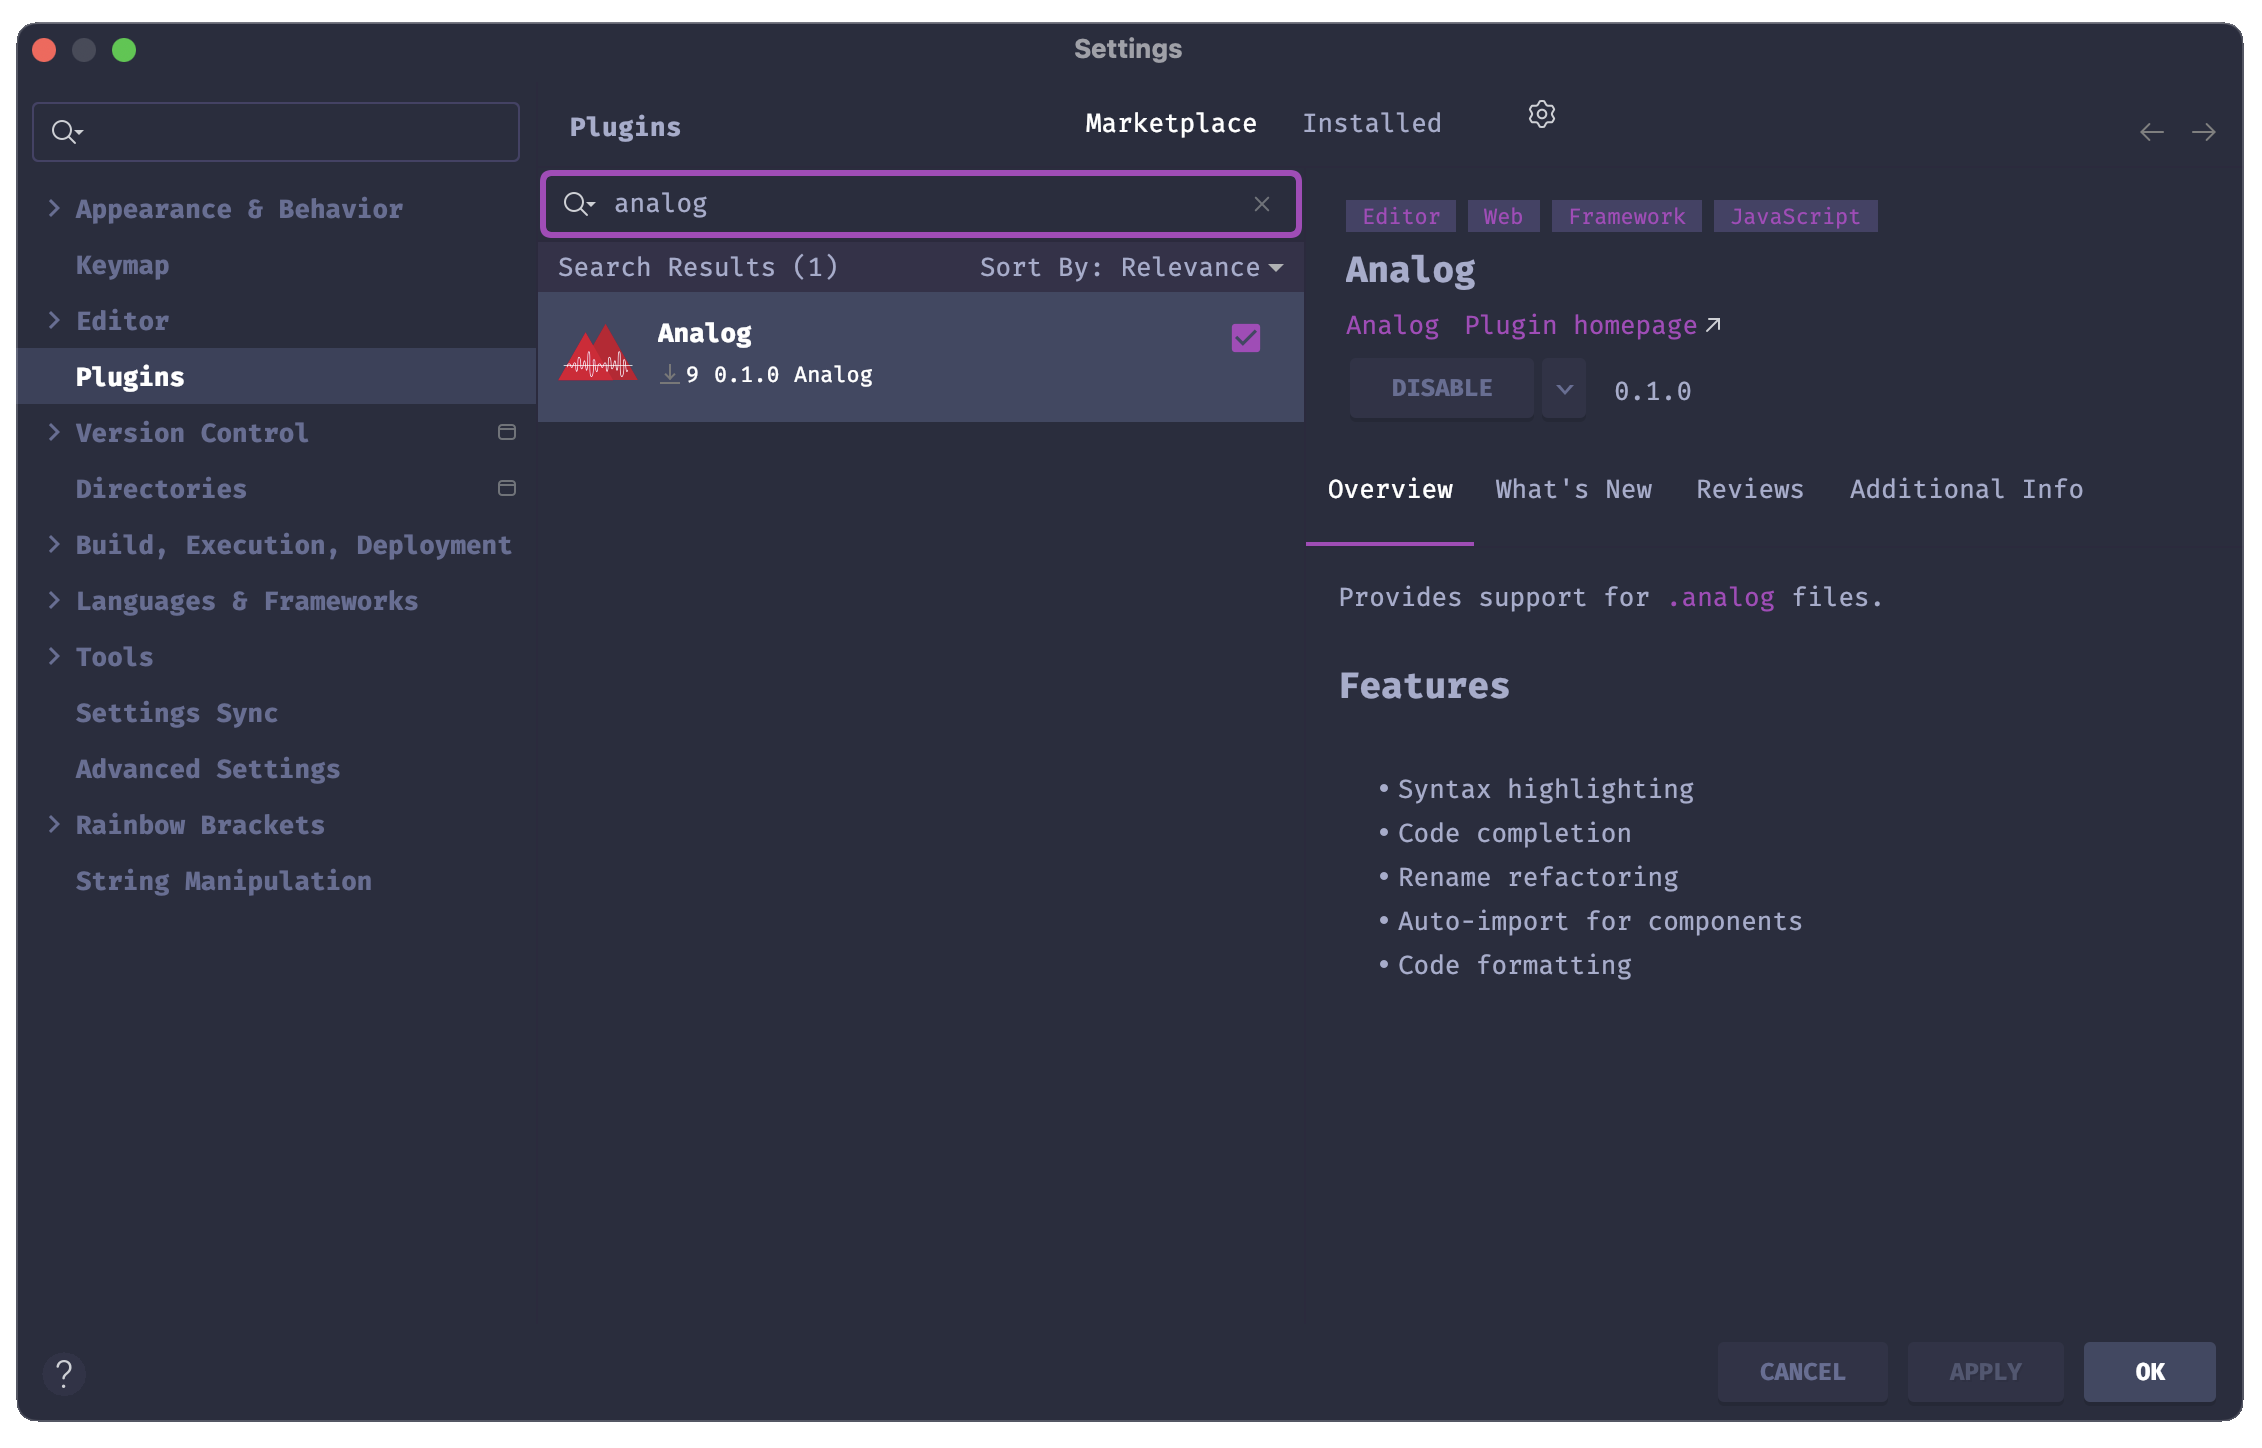 Settings
Appearance & Behavior
Keymap
Editor
Plugins
Version Control
Directories
Build, Execution, Deployment
Languages & Frameworks
Tools
Settings Sync
Advanced Settings
Rainbow Brackets
String Manipulation
?
Plugins
Marketplace Installed
analog
Search Results (1) Sort By: Relevance
Analog
9 0.1.0 Analog
Editor Web Framework JavaScript
Analog
Analog Plugin homepage
DISABLE 0.1.0
Overview What's New Reviews Additional Info
Provides support for .analog files.
Features
• Syntax highlighting
• Code completion
• Rename refactoring
• Auto-import for components
• Code formatting
CANCEL APPLY OK